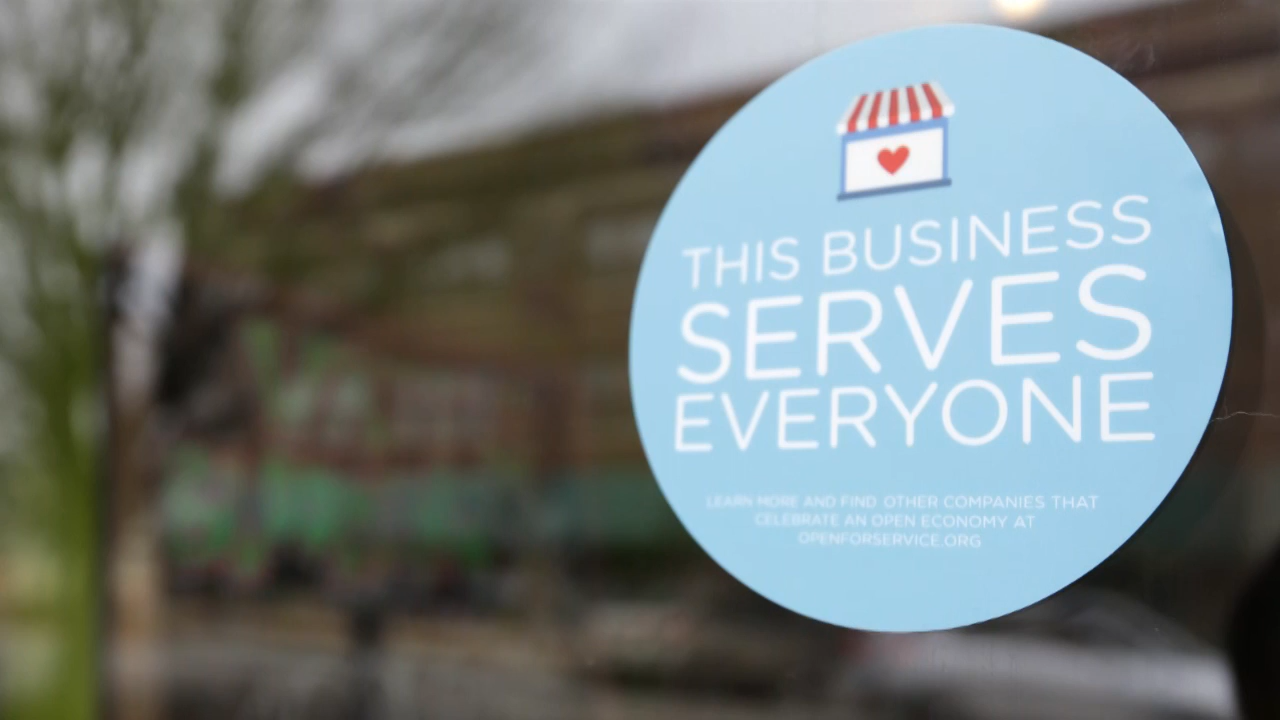 THIS BUSINESS
SERVES
EVERYONE
LEARN MORE AND FIND OTHER COMPANIES THAT
CELEBRATE AN OPEN ECONOMY AT
OPENFORSERVICE.ORG